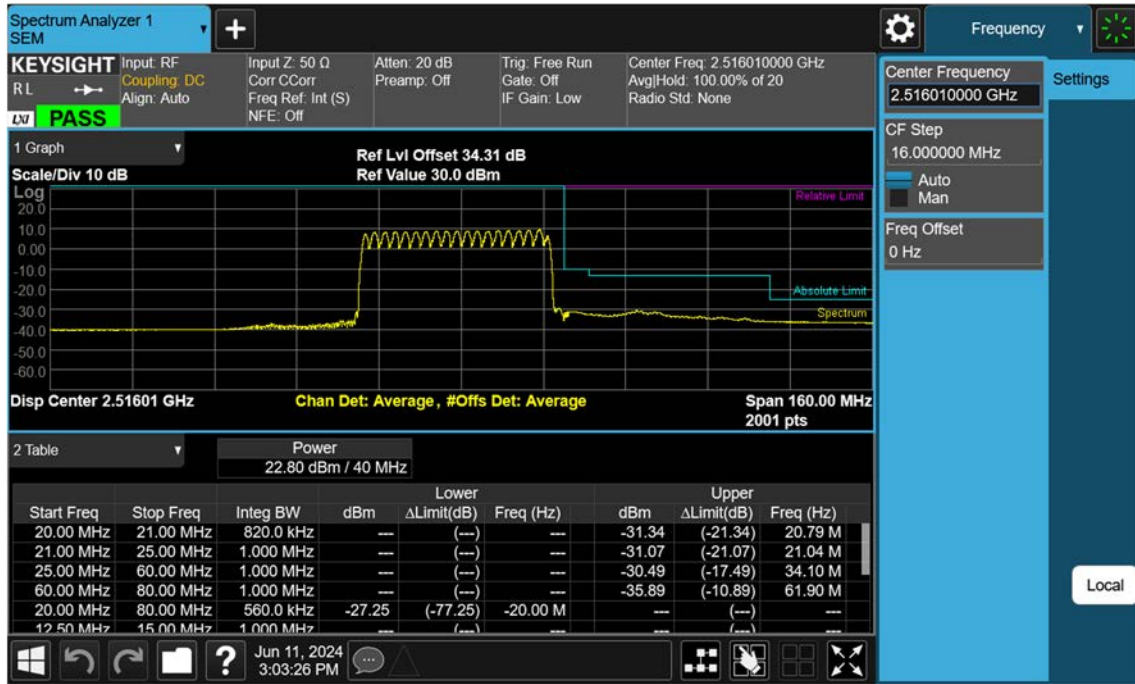 Spectrum Analyzer 1
SEM
Frequency
KEYSIGHT
R L
LXI PASS
Input: RF
Coupling: DC
Align: Auto
Input Z: 50 Ω
Corr CCorr
Freq Ref: Int (S)
NFE: Off
Atten: 20 dB
Preamp: Off
Trig: Free Run
Gate: Off
IF Gain: Low
Center Freq: 2.516010000 GHz
Avg|Hold: 100.00% of 20
Radio Std: None
Center Frequency
2.516010000 GHz
Settings
CF Step
16.000000 MHz
Auto
Man
Freq Offset
0 Hz
Local
1 Graph
Scale/Div 10 dB
Ref Lvl Offset 34.31 dB
Ref Value 30.0 dBm
Log
20.0
10.0
0.00
-10.0
-20.0
-30.0
-40.0
-50.0
-60.0
Relative Limit
Absolute Limit
Spectrum
Disp Center 2.51601 GHz
Chan Det: Average, #Offs Det: Average
Span 160.00 MHz
2001 pts
2 Table
Power
22.80 dBm / 40 MHz
Lower Upper
Start Freq Stop Freq Integ BW dBm ΔLimit(dB) Freq (Hz) dBm ΔLimit(dB) Freq (Hz)
20.00 MHz 21.00 MHz 820.0 kHz --- (---) --- -31.34 (-21.34) 20.79 M
21.00 MHz 25.00 MHz 1.000 MHz --- (---) --- -31.07 (-21.07) 21.04 M
25.00 MHz 60.00 MHz 1.000 MHz --- (---) --- -30.49 (-17.49) 34.10 M
60.00 MHz 80.00 MHz 1.000 MHz --- (---) --- -35.89 (-10.89) 61.90 M
20.00 MHz 80.00 MHz 560.0 kHz -27.25 (-77.25) -20.00 M --- (---) ---
12.50 MHz 15.00 MHz 1.000 MHz --- (---) --- --- (---) ---
Jun 11, 2024
3:03:26 PM